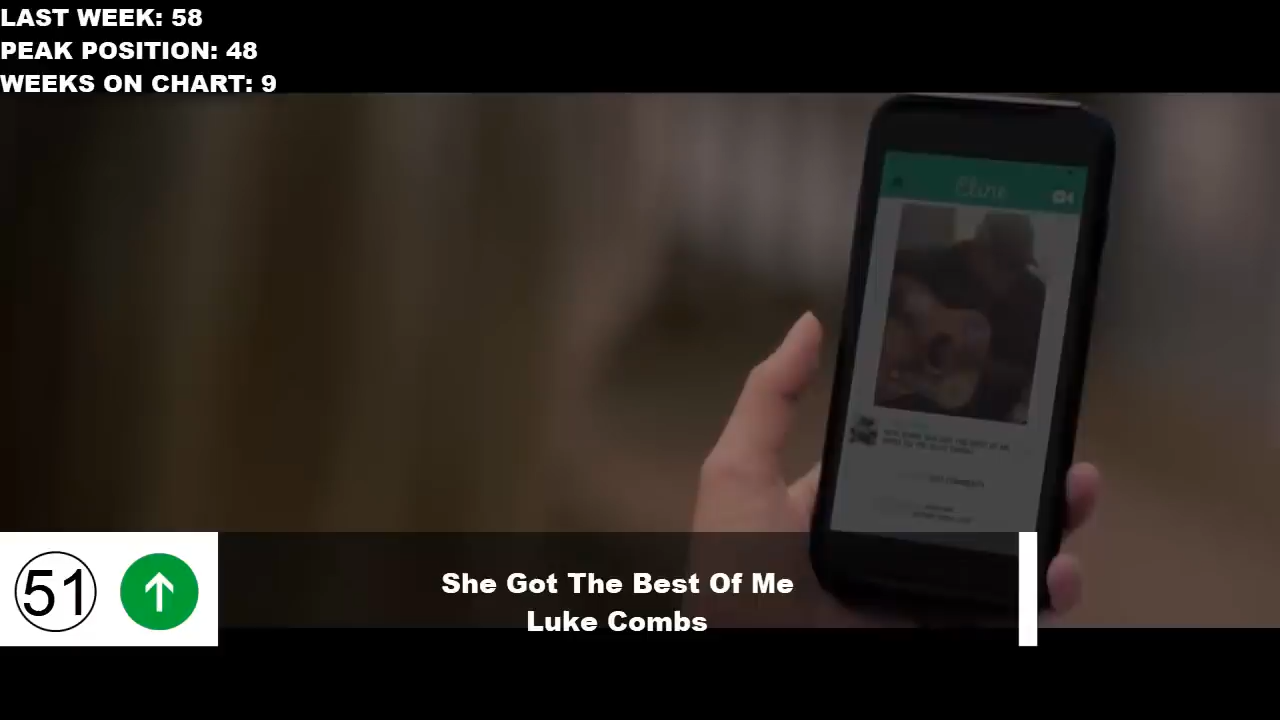 LAST WEEK: 58
PEAK POSITION: 48
WEEKS ON CHART: 9
51
She Got The Best Of Me
Luke Combs